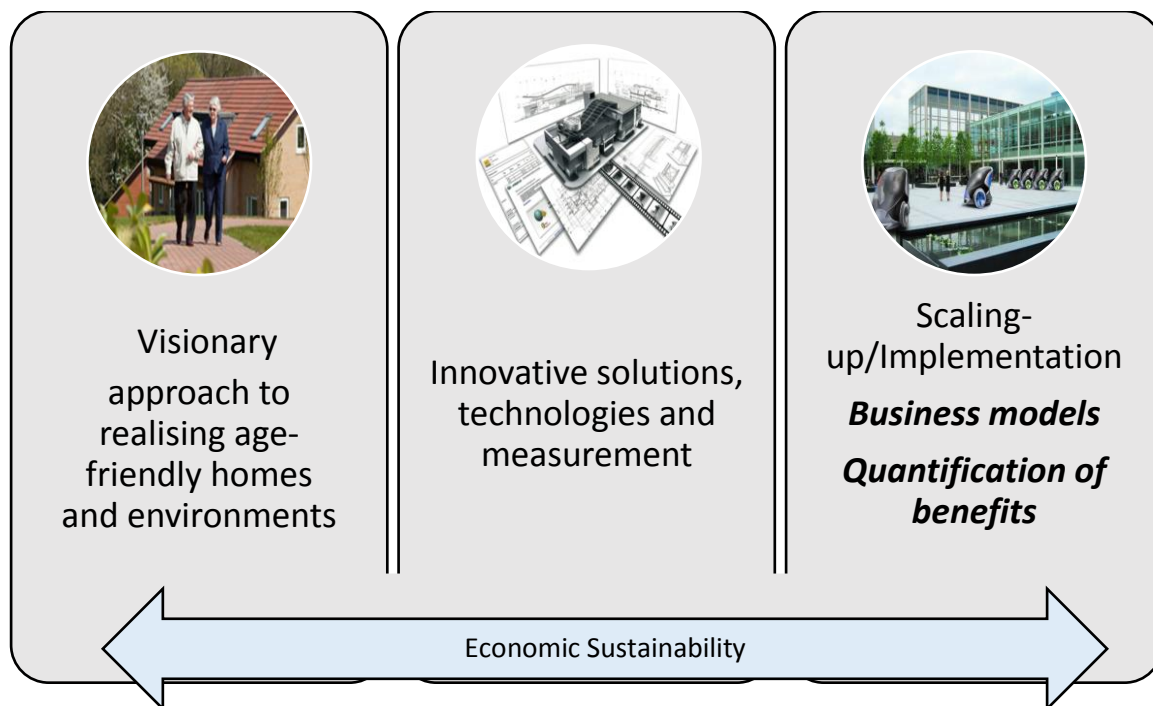 Visionary
approach to
realising age-
friendly homes
and environments
Innovative solutions,
technologies and
measurement
Scaling-
up/Implementation
Business models
Quantification of
benefits
Economic Sustainability